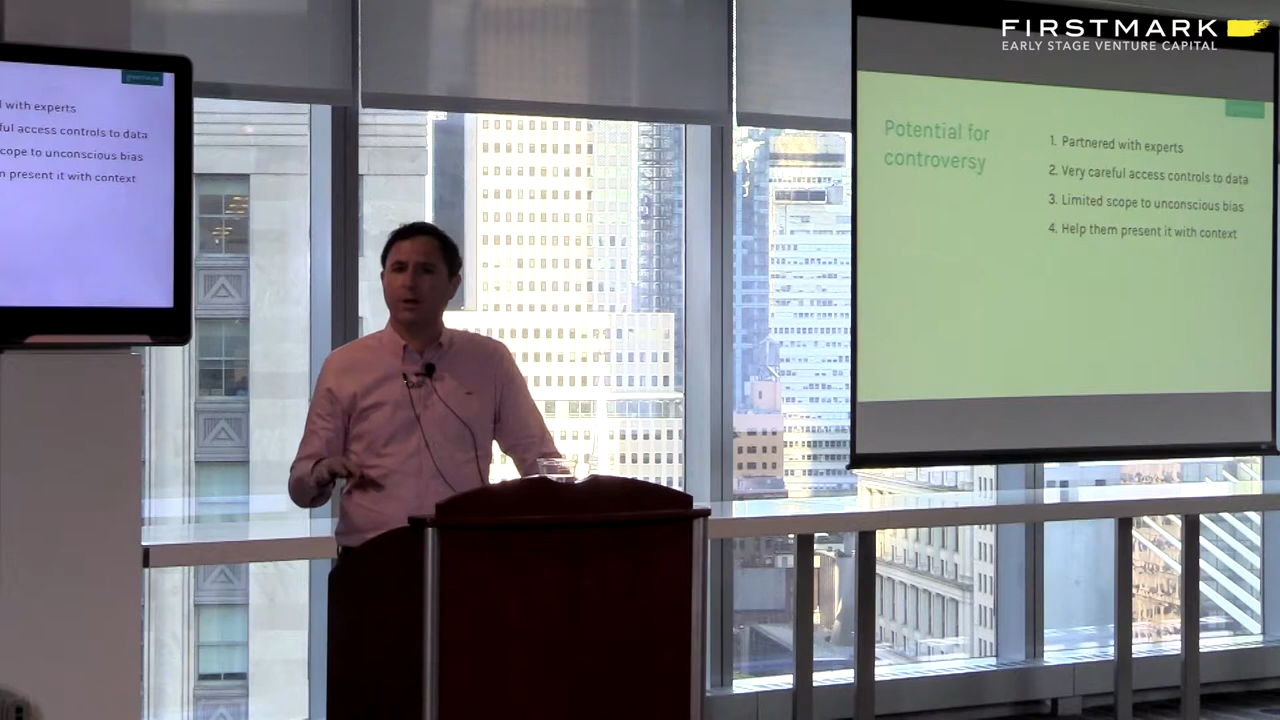 FIRSTMARK
EARLY STAGE VENTURE CAPITAL
with experts
ful access controls to data
cope to unconscious bias
present it with context
Potential for
controversy
1. Partnered with experts
2. Very careful access controls to data
3. Limited scope to unconscious bias
4. Help them present it with context